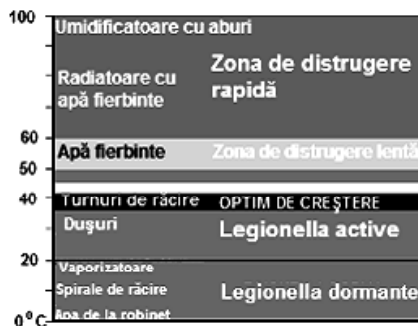 100
Umidificatoare cu aburi
Radiatoare cu
apă fierbinte
Zona de distrugere
rapidă
60
Apă fierbinte
Zona de distrugere lentă
50
40
Turnuri de răcire
OPTIM DE CREŞTERE
Duşuri
Legionella active
20
Vaporizatoare
Spirale de răcire
Legionella dormante
0°C
Apa de la robinet